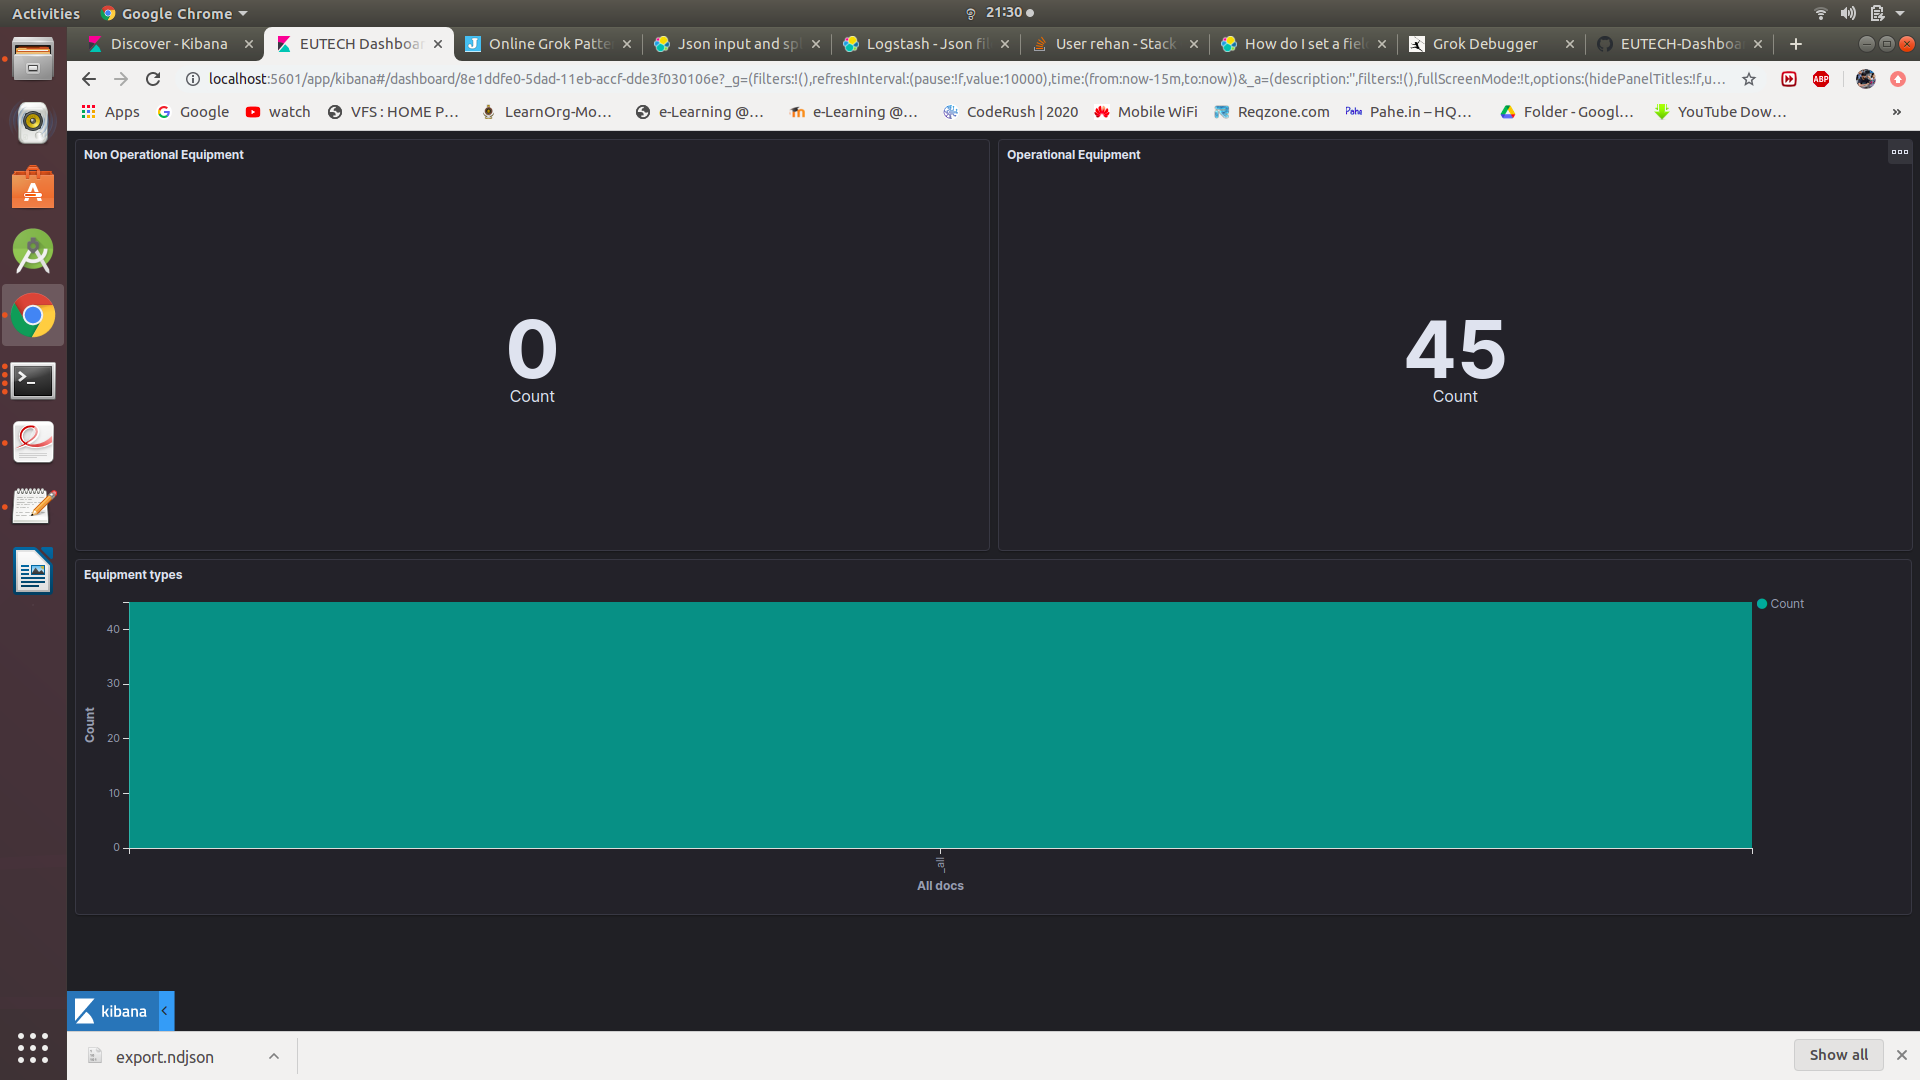 Activities Google Chrome 21:30
Discover - Kibana EUTECH Dashboa Online Grok Patte Json input and spl Logstash - Json fil User rehan - Stack How do I set a fiel Grok Debugger EUTECH-Dashboa
localhost:5601/app/kibana#/dashboard/8e1ddfe0-5dad-11eb-accf-dde3f030106e?_g=(filters:!(),refreshInterval:(pause:!f,value:10000),time:(from:now-15m,to:now))&_a=(description:'',filters:!(),fullScreenMode:!t,options:(hidePanelTitles:!f,u... ABP
Apps Google watch VFS : HOME P... LearnOrg-Mo... e-Learning @... e-Learning @... CodeRush | 2020 Mobile WiFi Reqzone.com Pahe Pahe.in – HQ... Folder - Googl... YouTube Dow... »
Non Operational Equipment
0
Count
Operational Equipment
45
Count
Equipment types
Count
40
30
20
10
0
Count
_all
All docs
kibana
export.ndjson Show all